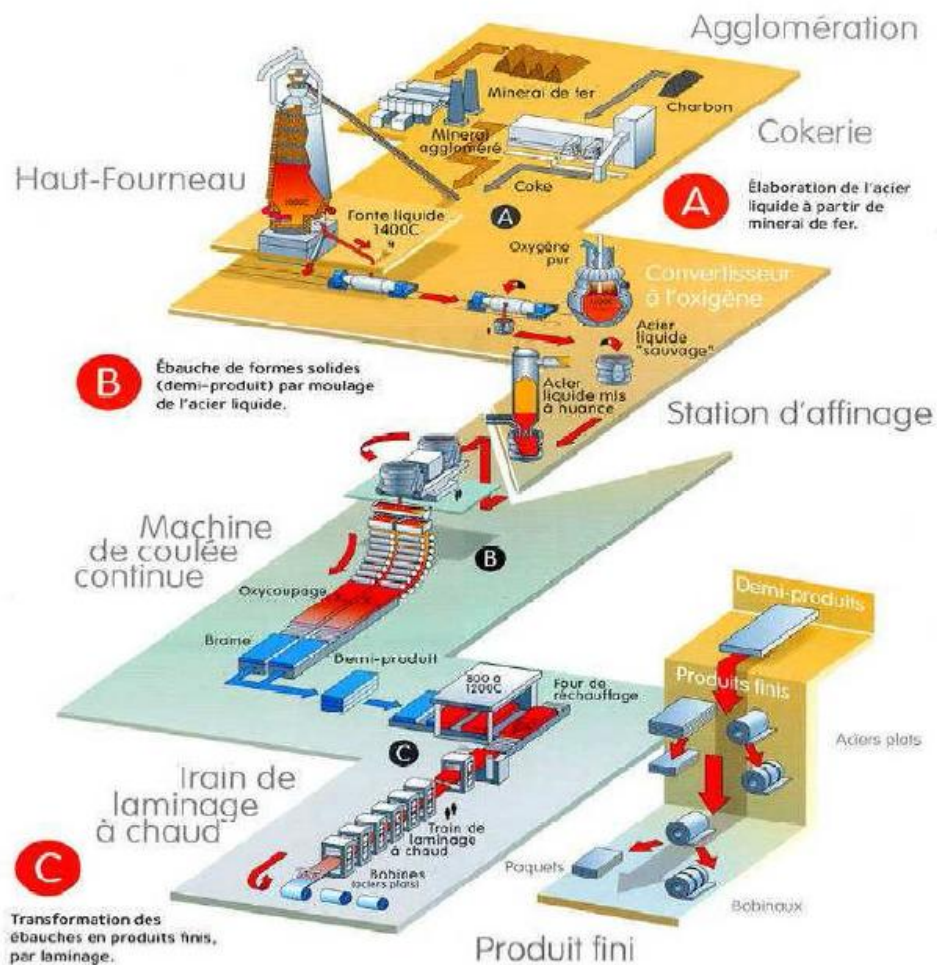 Agglomération
Minerai de fer
Charbon
Minerai
aggloméré
Cokerie
Coke
Haut-Fourneau
Fonte liquide
1400C
A
A
Élaboration de l'acier
liquide à partir de
minerai de fer.
Oxygène
pur
Convertisseur
à l'oxigène
Acier
liquide
"sauvage"
B
Ébauche de formes solides
(demi-produit) par moulage
de l'acier liquide.
Acier
liquide mis
à nuance
Station d'affinage
Machine
de coulée
continue
B
Oxycoupage
Brame
Demi-produit
800 à
1200C
Four de
réchauffage
C
Train de
laminage
à chaud
Train de
laminage
à chaud
Bobines
(aciers plats)
C
Transformation des
ébauches en produits finis,
par laminage.
Demi-produits
Produits finis
Aciers plats
Paquets
Bobinaux
Produit fini